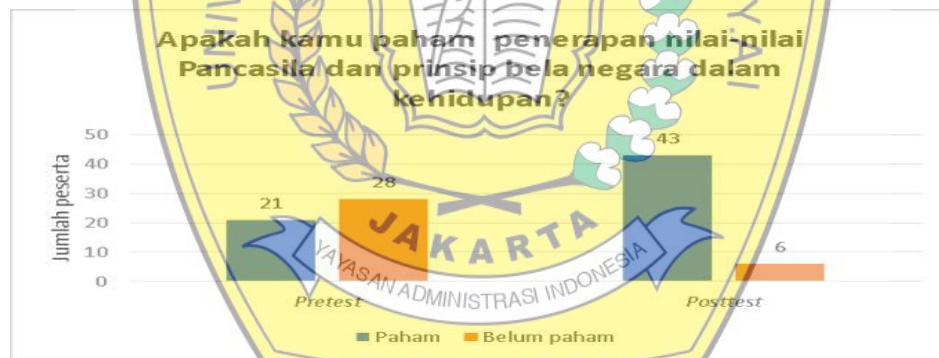 Apakah kamu paham penerapan nilai-nilai
Pancasila dan prinsip bela negara dalam
kehidupan?
Jumlah peserta
50
40
30
20
10
0
21
28
43
6
Pretest
Posttest
Paham
Belum paham
Y.A.I
JAKARTA
YAYASAN ADMINISTRASI INDONESIA